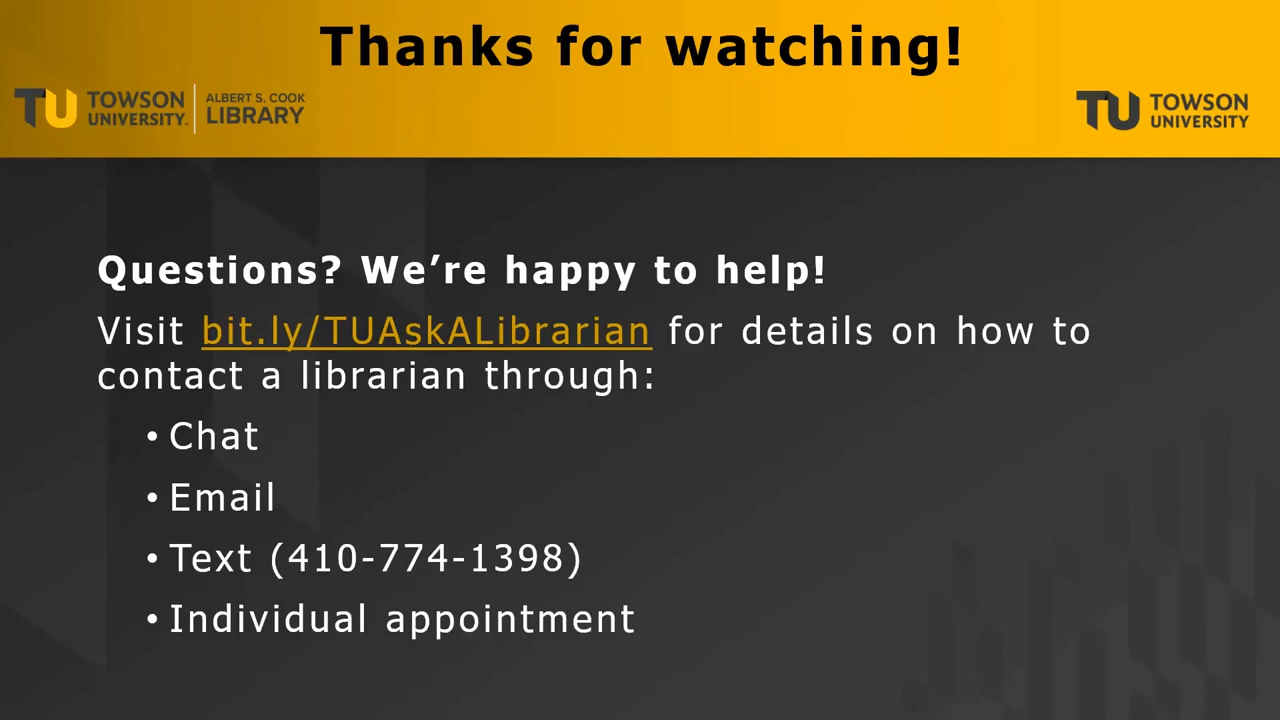 Thanks for watching!
TU TOWSON UNIVERSITY™ | ALBERT S. COOK LIBRARY
TU TOWSON UNIVERSITY
Questions? We’re happy to help!
Visit bit.ly/TUAskALibrarian for details on how to
contact a librarian through:
• Chat
• Email
• Text (410-774-1398)
• Individual appointment